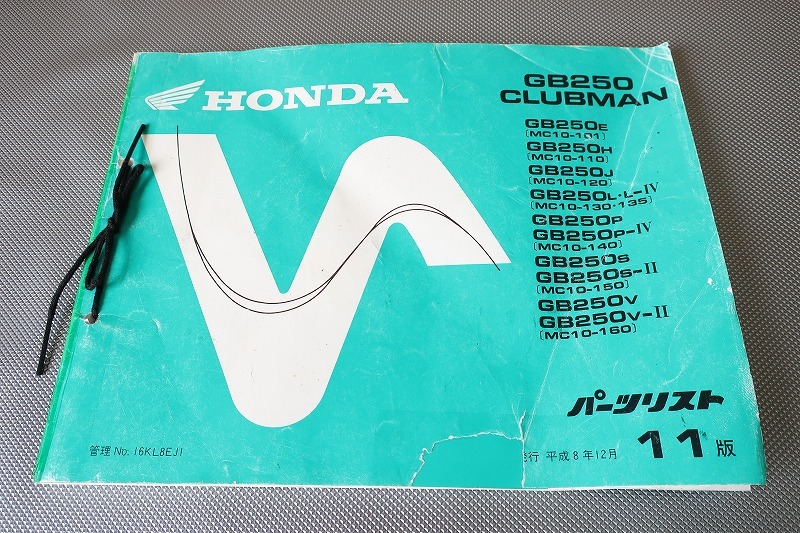 HONDA
GB250
CLUBMAN
GB250E
(MC10-101)
GB250H
(MC10-110)
GB250J
(MC10-120)
GB250L・L-IV
(MC10-130・135)
GB250P
GB250P-IV
(MC10-140)
GB250S
GB250S-II
(MC10-150)
GB250V
GB250V-II
(MC10-160)
パーツリスト
管理 No. 16KL8EJ1
行 平成8年12月
11版